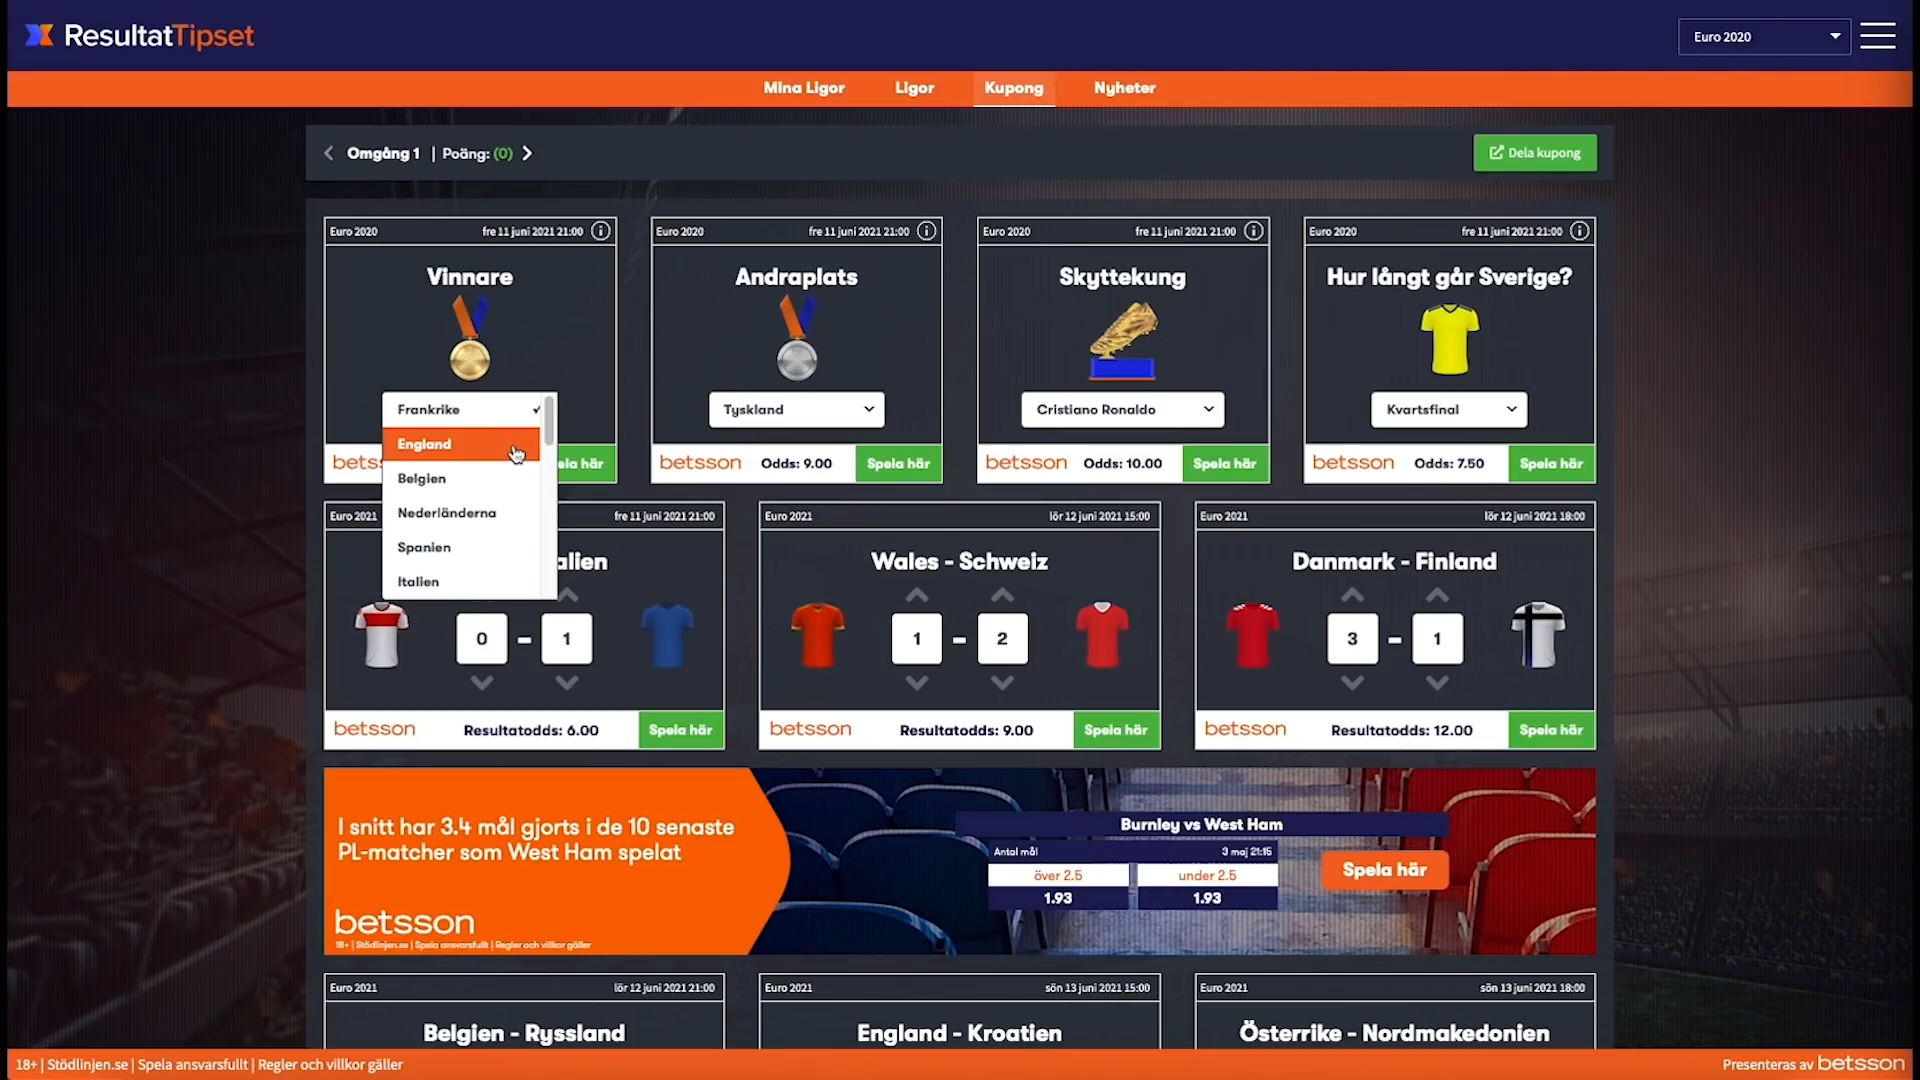 ResultatTipset
Euro 2020
Mina Ligor
Ligor
Kupong
Nyheter
Omgång 1 | Poäng: (0)
Dela kupong
Euro 2020
fre 11 juni 2021 21:00
Vinnare
Frankrike
England
Belgien
Nederländerna
Spanien
Italien
Euro 2020
fre 11 juni 2021 21:00
Andraplats
Tyskland
betsson
Odds: 9.00
Spela här
Euro 2020
fre 11 juni 2021 21:00
Skyttekung
Cristiano Ronaldo
betsson
Odds: 10.00
Spela här
Euro 2020
fre 11 juni 2021 21:00
Hur långt går Sverige?
Kvartsfinal
betsson
Odds: 7.50
Spela här
Euro 2021
fre 11 juni 2021 21:00
0 - 1
betsson
Resultatodds: 6.00
Spela här
Euro 2021
lör 12 juni 2021 15:00
Wales - Schweiz
1 - 2
betsson
Resultatodds: 9.00
Spela här
Euro 2021
lör 12 juni 2021 18:00
Danmark - Finland
3 - 1
betsson
Resultatodds: 12.00
Spela här
I snitt har 3.4 mål gjorts i de 10 senaste
PL-matcher som West Ham spelat
betsson
18+ | Stödlinjen.se | Spela ansvarsfullt | Regler och villkor gäller
Burnley vs West Ham
Antal mål
3 maj 21:15
över 2.5
under 2.5
1.93
1.93
Spela här
Euro 2021
lör 12 juni 2021 21:00
Belgien - Ryssland
Euro 2021
sön 13 juni 2021 15:00
England - Kroatien
Euro 2021
sön 13 juni 2021 18:00
Österrike - Nordmakedonien
18+ | Stödlinjen.se | Spela ansvarsfullt | Regler och villkor gäller
Presenteras av betsson